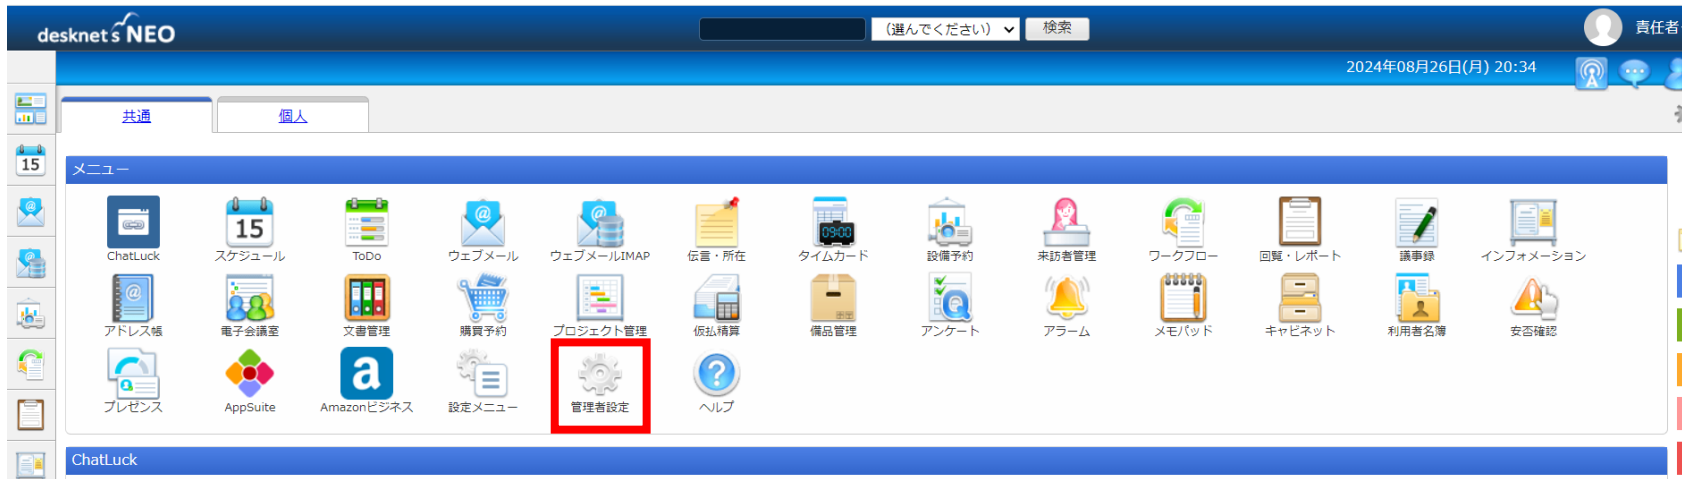 desknet's NEO
(選んでください) 検索
責任者
2024年08月26日(月) 20:34
共通 個人
15
メニュー
15
09:00
ChatLuck スケジュール ToDo ウェブメール ウェブメールIMAP 伝言・所在 タイムカード 設備予約 来訪者管理 ワークフロー 回覧・レポート 議事録 インフォメーション
アドレス帳 電子会議室 文書管理 購買予約 プロジェクト管理 仮払精算 備品管理 アンケート アラーム メモパッド キャビネット 利用者名簿 安否確認
a
プレゼンス AppSuite Amazonビジネス 設定メニュー 管理者設定 ヘルプ
ChatLuck